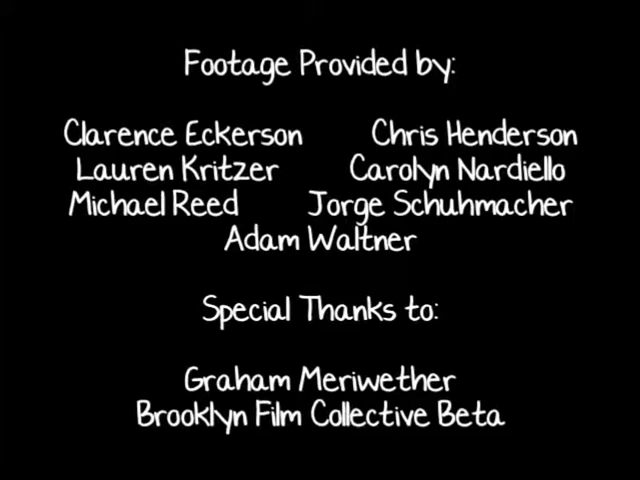 Footage Provided by:
Clarence Eckerson Chris Henderson
Lauren Kritzer Carolyn Nardiello
Michael Reed Jorge Schuhmacher
Adam Waltner
Special Thanks to:
Graham Meriwether
Brooklyn Film Collective Beta